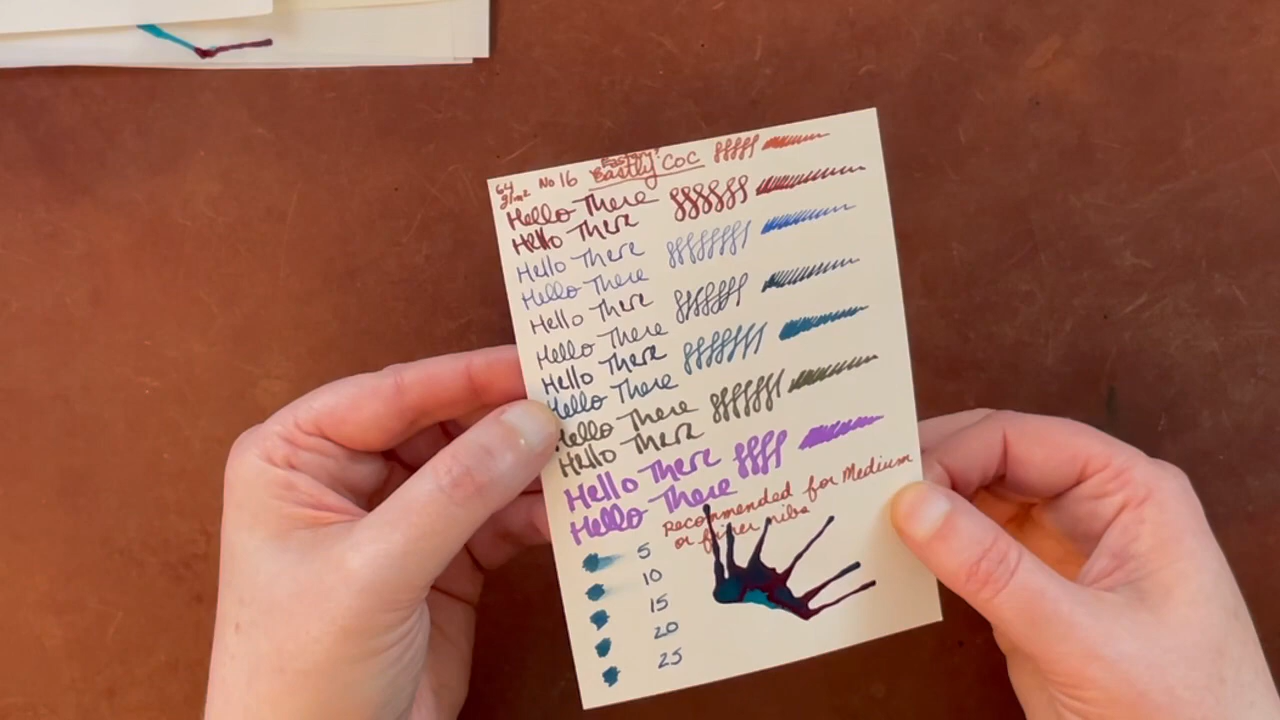 Eastory?
64 g/m² No 16 Eastly COC
Hello There
Hello There
Hello There
Hello There
Hello There
Hello There
Hello There
Hello There
Hello There
Hello There
Hello There
Hello There
Recommended for Medium
or finer nibs
5
10
15
20
25